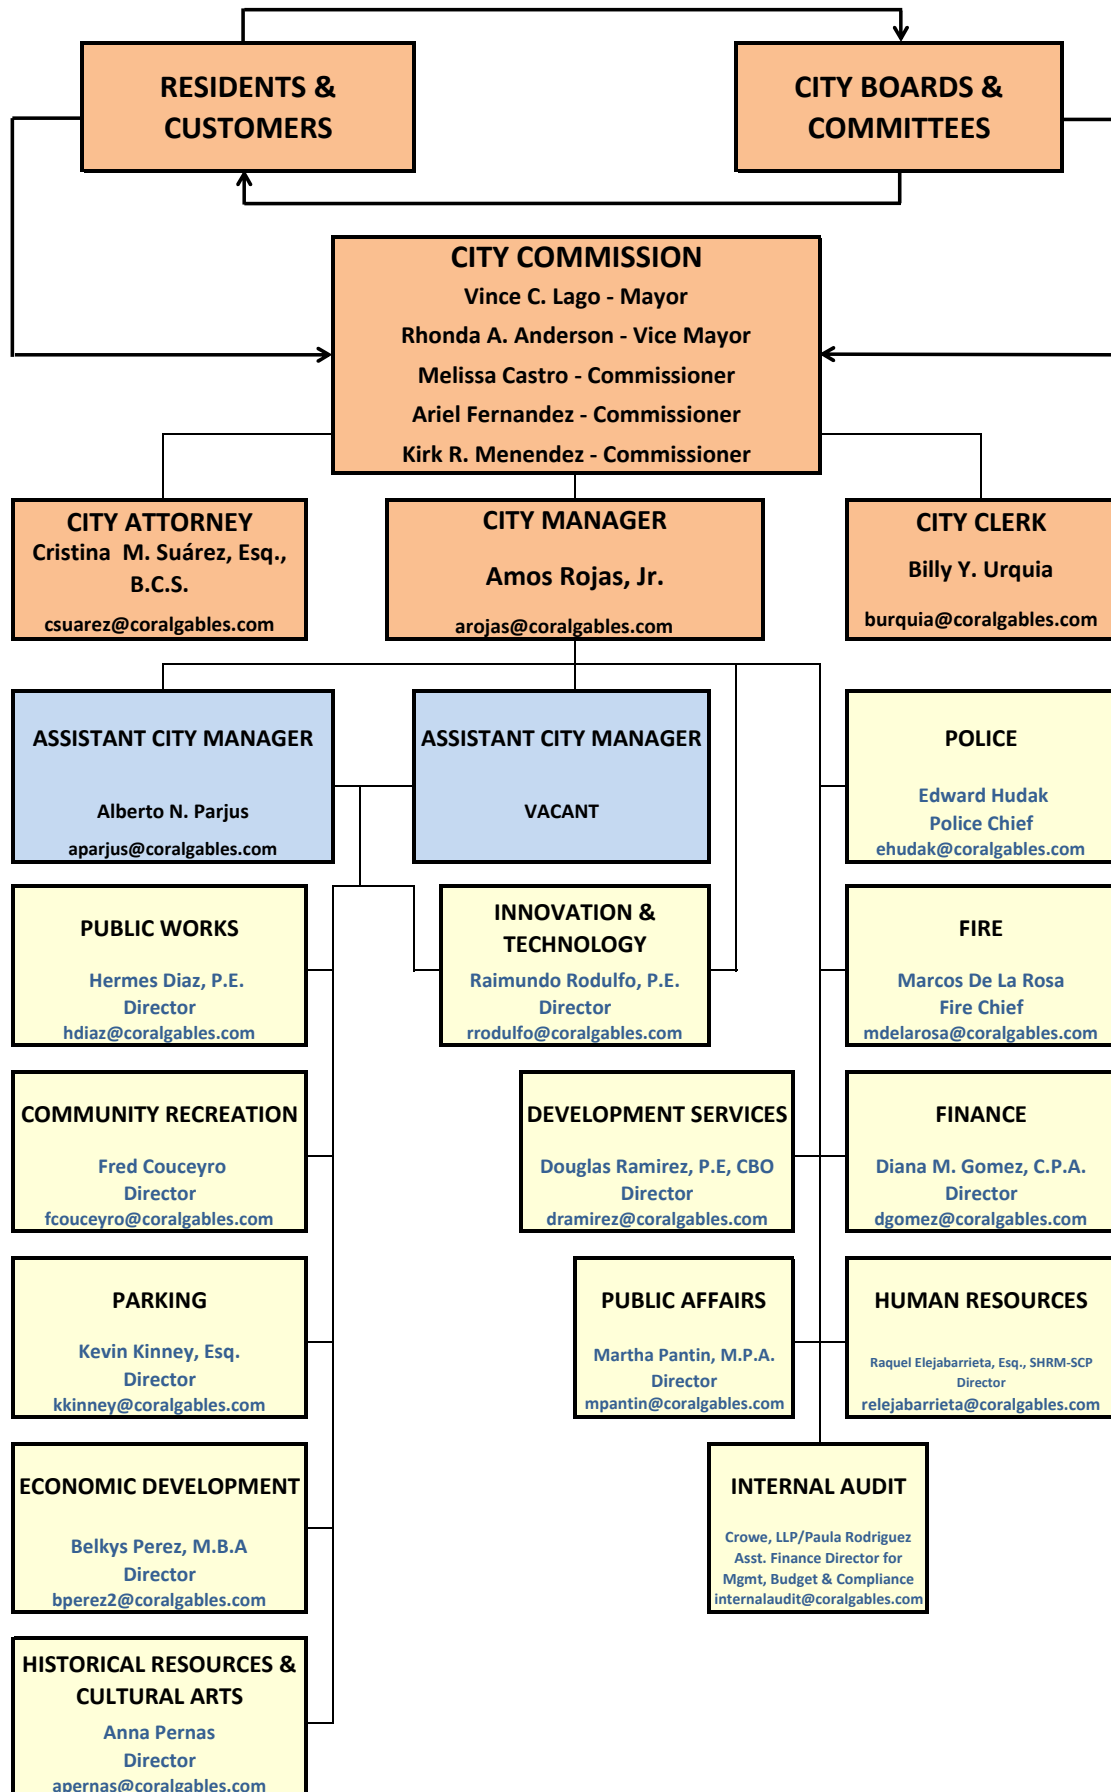 RESIDENTS &
CUSTOMERS
CITY BOARDS &
COMMITTEES
CITY COMMISSION
Vince C. Lago - Mayor
Rhonda A. Anderson - Vice Mayor
Melissa Castro - Commissioner
Ariel Fernandez - Commissioner
Kirk R. Menendez - Commissioner
CITY ATTORNEY
Cristina M. Suárez, Esq.,
B.C.S.
csuarez@coralgables.com
CITY MANAGER
Amos Rojas, Jr.
arojas@coralgables.com
CITY CLERK
Billy Y. Urquia
burquia@coralgables.com
ASSISTANT CITY MANAGER
Alberto N. Parjus
aparjus@coralgables.com
ASSISTANT CITY MANAGER
VACANT
POLICE
Edward Hudak
Police Chief
ehudak@coralgables.com
PUBLIC WORKS
Hermes Diaz, P.E.
Director
hdiaz@coralgables.com
INNOVATION &
TECHNOLOGY
Raimundo Rodulfo, P.E.
Director
rrodulfo@coralgables.com
FIRE
Marcos De La Rosa
Fire Chief
mdelarosa@coralgables.com
COMMUNITY RECREATION
Fred Couceyro
Director
fcouceyro@coralgables.com
DEVELOPMENT SERVICES
Douglas Ramirez, P.E, CBO
Director
dramirez@coralgables.com
FINANCE
Diana M. Gomez, C.P.A.
Director
dgomez@coralgables.com
PARKING
Kevin Kinney, Esq.
Director
kkinney@coralgables.com
PUBLIC AFFAIRS
Martha Pantin, M.P.A.
Director
mpantin@coralgables.com
HUMAN RESOURCES
Raquel Elejabarrieta, Esq., SHRM-SCP
Director
relejabarrieta@coralgables.com
ECONOMIC DEVELOPMENT
Belkys Perez, M.B.A
Director
bperez2@coralgables.com
INTERNAL AUDIT
Crowe, LLP/Paula Rodriguez
Asst. Finance Director for
Mgmt, Budget & Compliance
internalaudit@coralgables.com
HISTORICAL RESOURCES &
CULTURAL ARTS
Anna Pernas
Director
apernas@coralgables.com